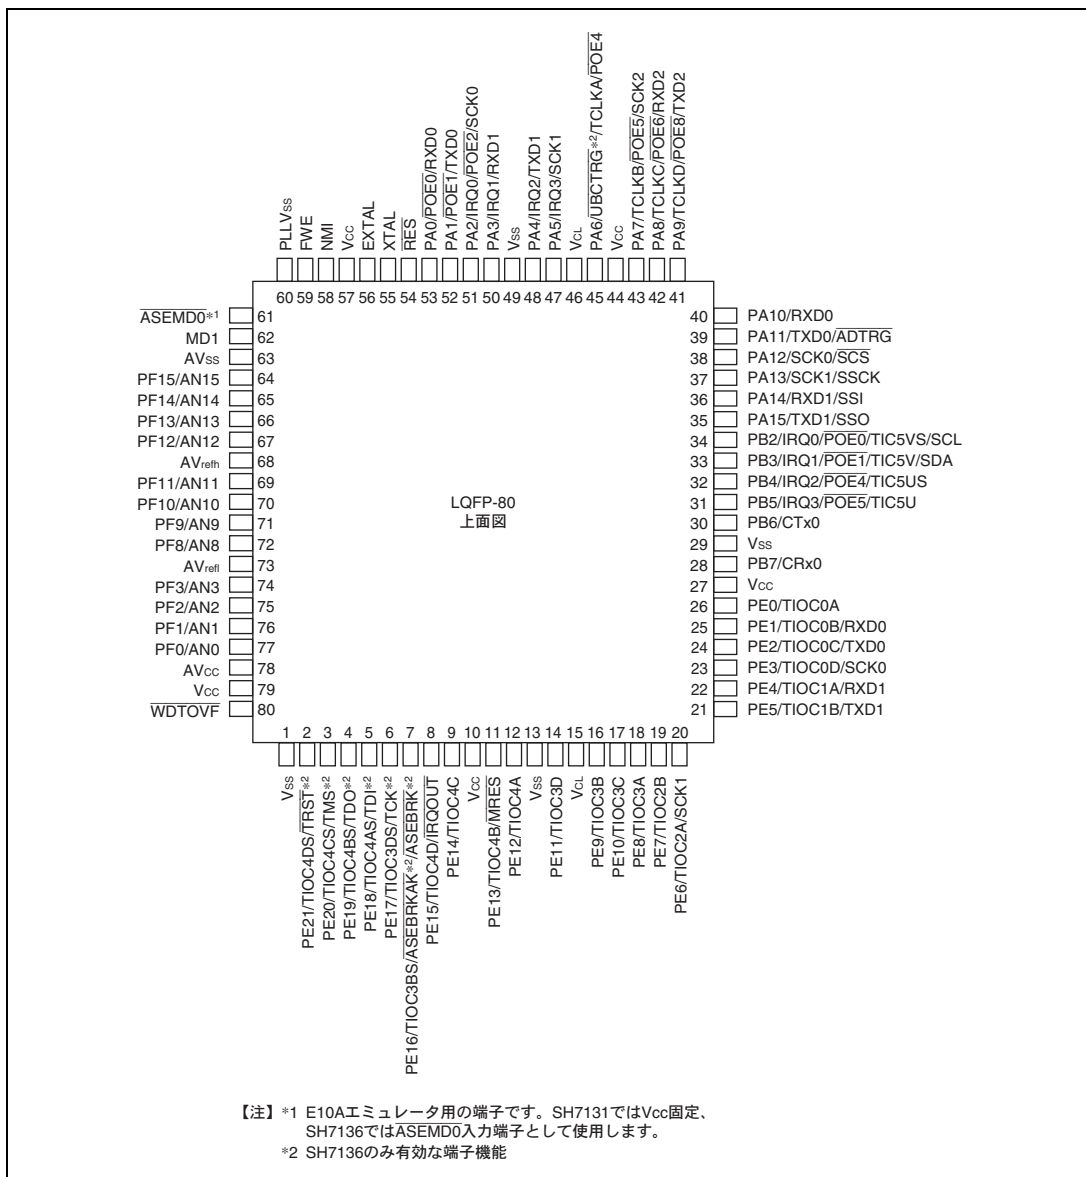 PLLVss
FWE
NMI
Vcc
EXTAL
XTAL
RES
PA0/POE0/RXD0
PA1/POE1/TXD0
PA2/IRQ0/POE2/SCK0
PA3/IRQ1/RXD1
Vss
PA4/IRQ2/TXD1
PA5/IRQ3/SCK1
VCL
PA6/UBCTRG*2/TCLKA/POE4
Vcc
PA7/TCLKB/POE5/SCK2
PA8/TCLKC/POE6/RXD2
PA9/TCLKD/POE8/TXD2
60 59 58 57 56 55 54 53 52 51 50 49 48 47 46 45 44 43 42 41
ASEMD0*1 61
MD1 62
AVss 63
PF15/AN15 64
PF14/AN14 65
PF13/AN13 66
PF12/AN12 67
AVrefh 68
PF11/AN11 69
PF10/AN10 70
PF9/AN9 71
PF8/AN8 72
AVrefl 73
PF3/AN3 74
PF2/AN2 75
PF1/AN1 76
PF0/AN0 77
AVcc 78
Vcc 79
WDTOVF 80
LQFP-80
上面図
40 PA10/RXD0
39 PA11/TXD0/ADTRG
38 PA12/SCK0/SCS
37 PA13/SCK1/SSCK
36 PA14/RXD1/SSI
35 PA15/TXD1/SSO
34 PB2/IRQ0/POE0/TIC5VS/SCL
33 PB3/IRQ1/POE1/TIC5V/SDA
32 PB4/IRQ2/POE4/TIC5US
31 PB5/IRQ3/POE5/TIC5U
30 PB6/CTx0
29 Vss
28 PB7/CRx0
27 Vcc
26 PE0/TIOC0A
25 PE1/TIOC0B/RXD0
24 PE2/TIOC0C/TXD0
23 PE3/TIOC0D/SCK0
22 PE4/TIOC1A/RXD1
21 PE5/TIOC1B/TXD1
1 2 3 4 5 6 7 8 9 10 11 12 13 14 15 16 17 18 19 20
Vss
PE21/TIOC4DS/TRST*2
PE20/TIOC4CS/TMS*2
PE19/TIOC4BS/TDO*2
PE18/TIOC4AS/TDI*2
PE17/TIOC3DS/TCK*2
PE16/TIOC3BS/ASEBRKAK*2/ASEBRK*2
PE15/TIOC4D/IRQOUT
PE14/TIOC4C
Vcc
PE13/TIOC4B/MRES
PE12/TIOC4A
Vss
PE11/TIOC3D
VCL
PE9/TIOC3B
PE10/TIOC3C
PE8/TIOC3A
PE7/TIOC2B
PE6/TIOC2A/SCK1
【注】 *1 E10Aエミュレータ用の端子です。SH7131ではVcc固定、
SH7136ではASEMD0入力端子として使用します。
*2 SH7136のみ有効な端子機能